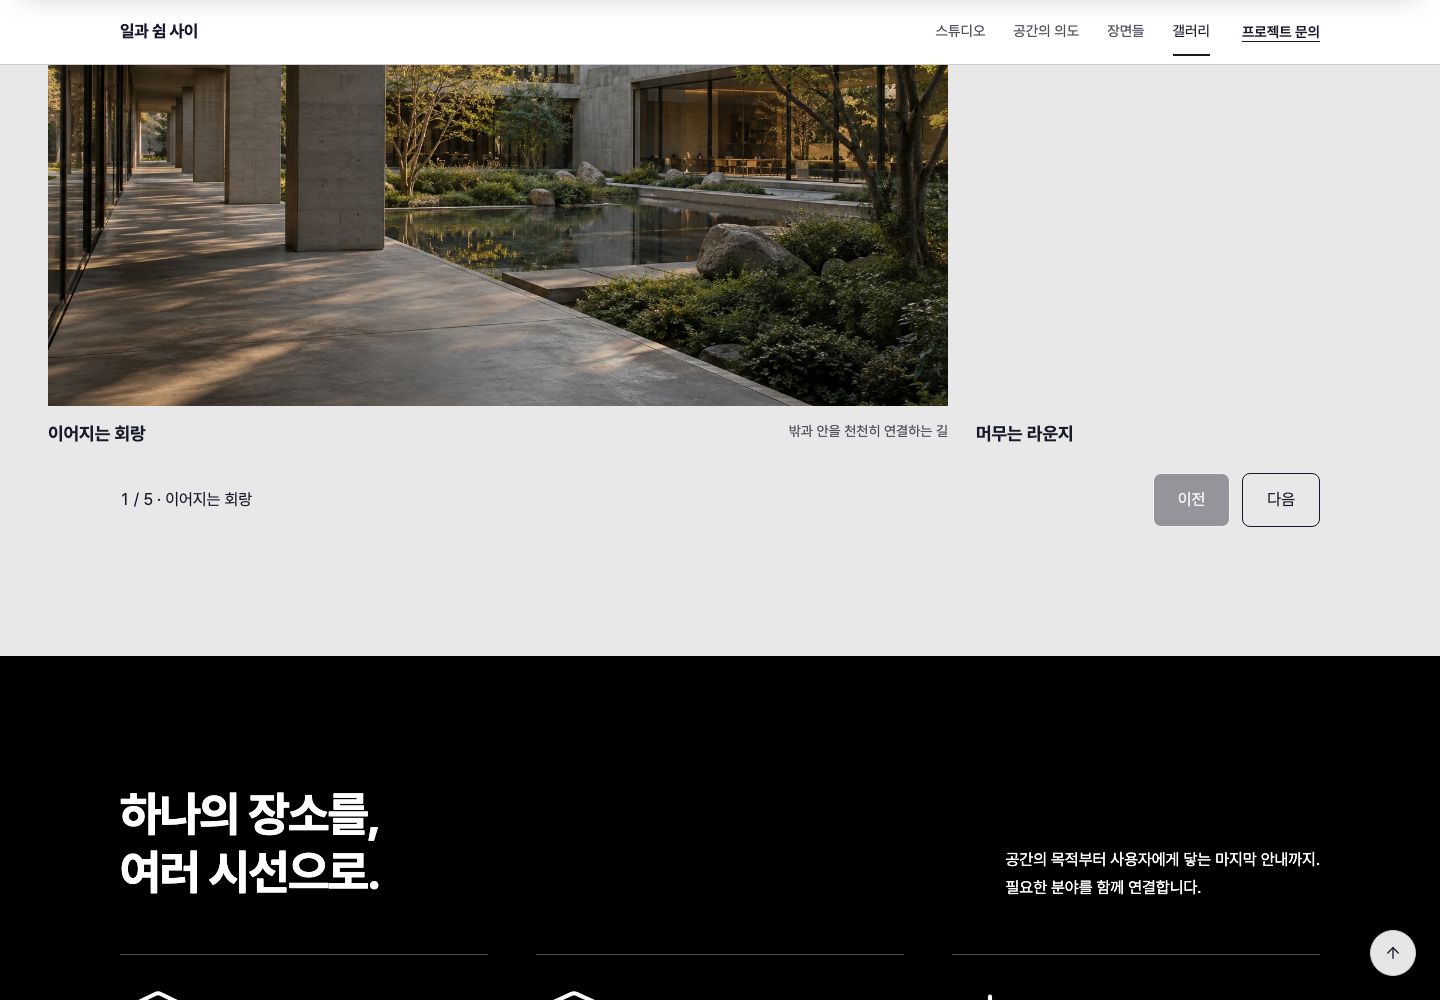 일과 쉼 사이
스튜디오
공간의 의도
장면들
갤러리
프로젝트 문의
이어지는 회랑
밖과 안을 천천히 연결하는 길
머무는 라운지
1 / 5 · 이어지는 회랑
이전
다음
하나의 장소를,
여러 시선으로.
공간의 목적부터 사용자에게 닿는 마지막 안내까지.
필요한 분야를 함께 연결합니다.